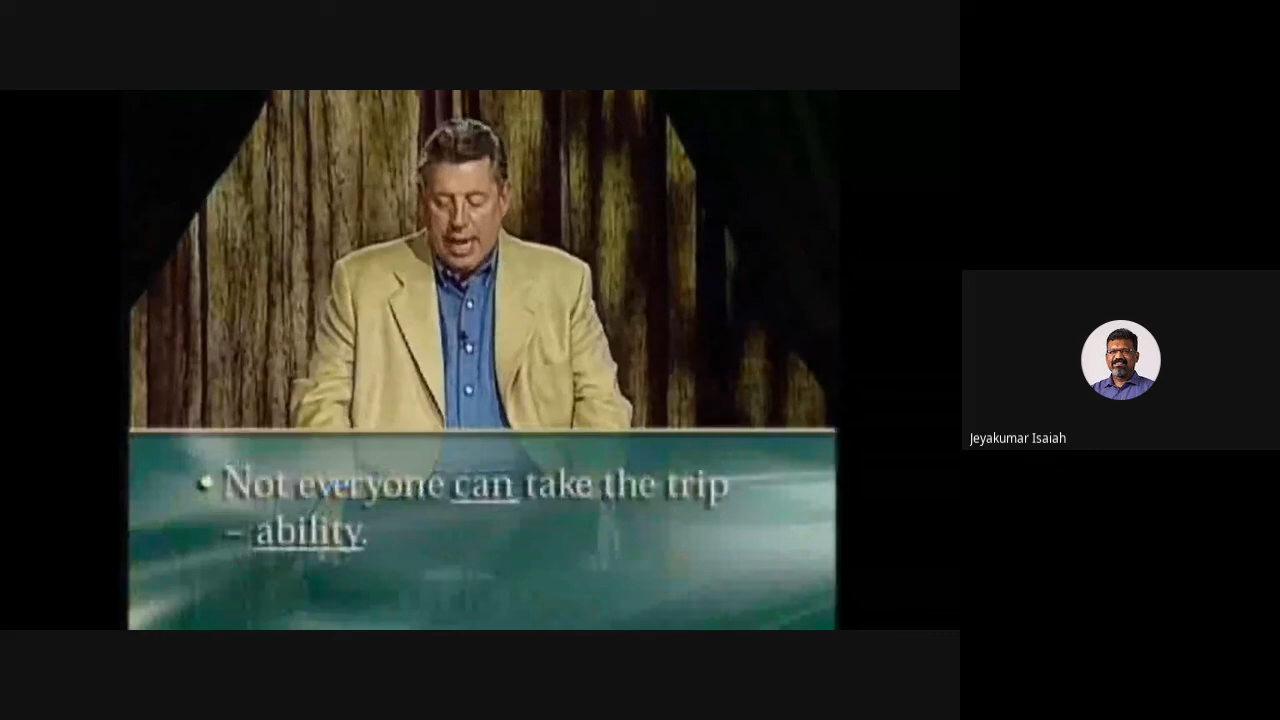 • Not everyone can take the trip
– ability.
Jeyakumar Isaiah